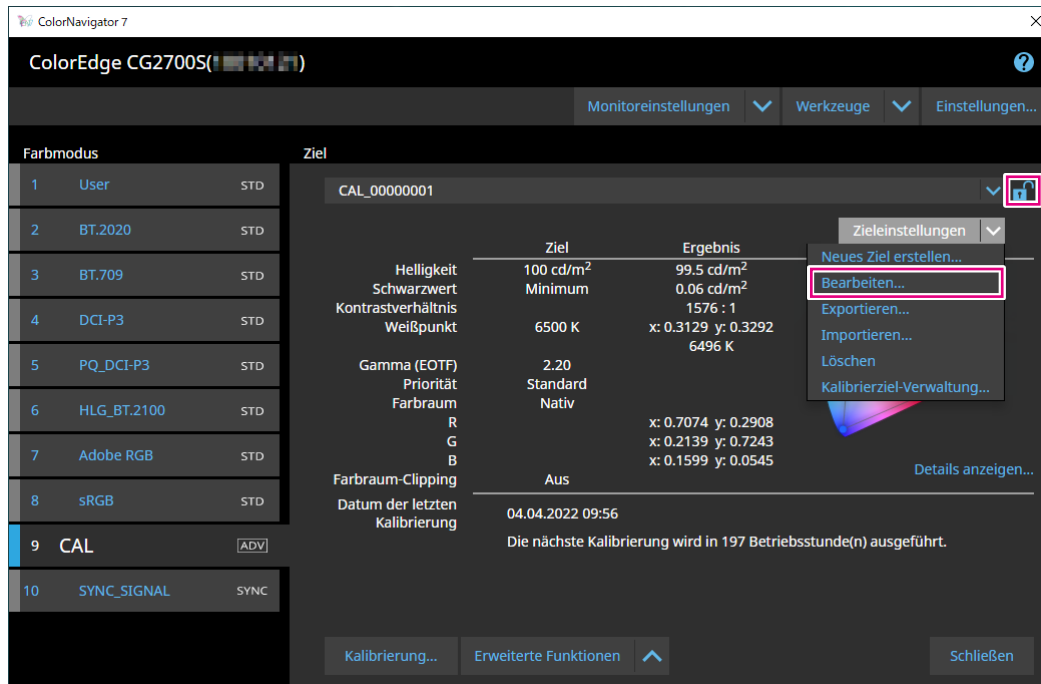 ColorNavigator 7
ColorEdge CG2700S( )
Monitoreinstellungen Werkzeuge Einstellungen...
Farbmodus Ziel
1 User STD
CAL_00000001
2 BT.2020 STD
Zieleinstellungen
Ziel Ergebnis
Neues Ziel erstellen...
Helligkeit 100 cd/m2 99.5 cd/m2
3 BT.709 STD
Bearbeiten...
Schwarzwert Minimum 0.06 cd/m2
Kontrastverhältnis 1576 : 1
Exportieren...
4 DCI-P3 STD
Weißpunkt 6500 K x: 0.3129 y: 0.3292
Importieren...
6496 K
5 PQ_DCI-P3 STD
Gamma (EOTF) 2.20
Löschen
Priorität Standard
Kalibrierziel-Verwaltung...
Farbraum Nativ
6 HLG_BT.2100 STD
R x: 0.7074 y: 0.2908
G x: 0.2139 y: 0.7243
7 Adobe RGB STD
B x: 0.1599 y: 0.0545
Details anzeigen...
Farbraum-Clipping Aus
8 sRGB STD
Datum der letzten
Kalibrierung
04.04.2022 09:56
9 CAL ADV
Die nächste Kalibrierung wird in 197 Betriebsstunde(n) ausgeführt.
10 SYNC_SIGNAL SYNC
Kalibrierung... Erweiterte Funktionen Schließen